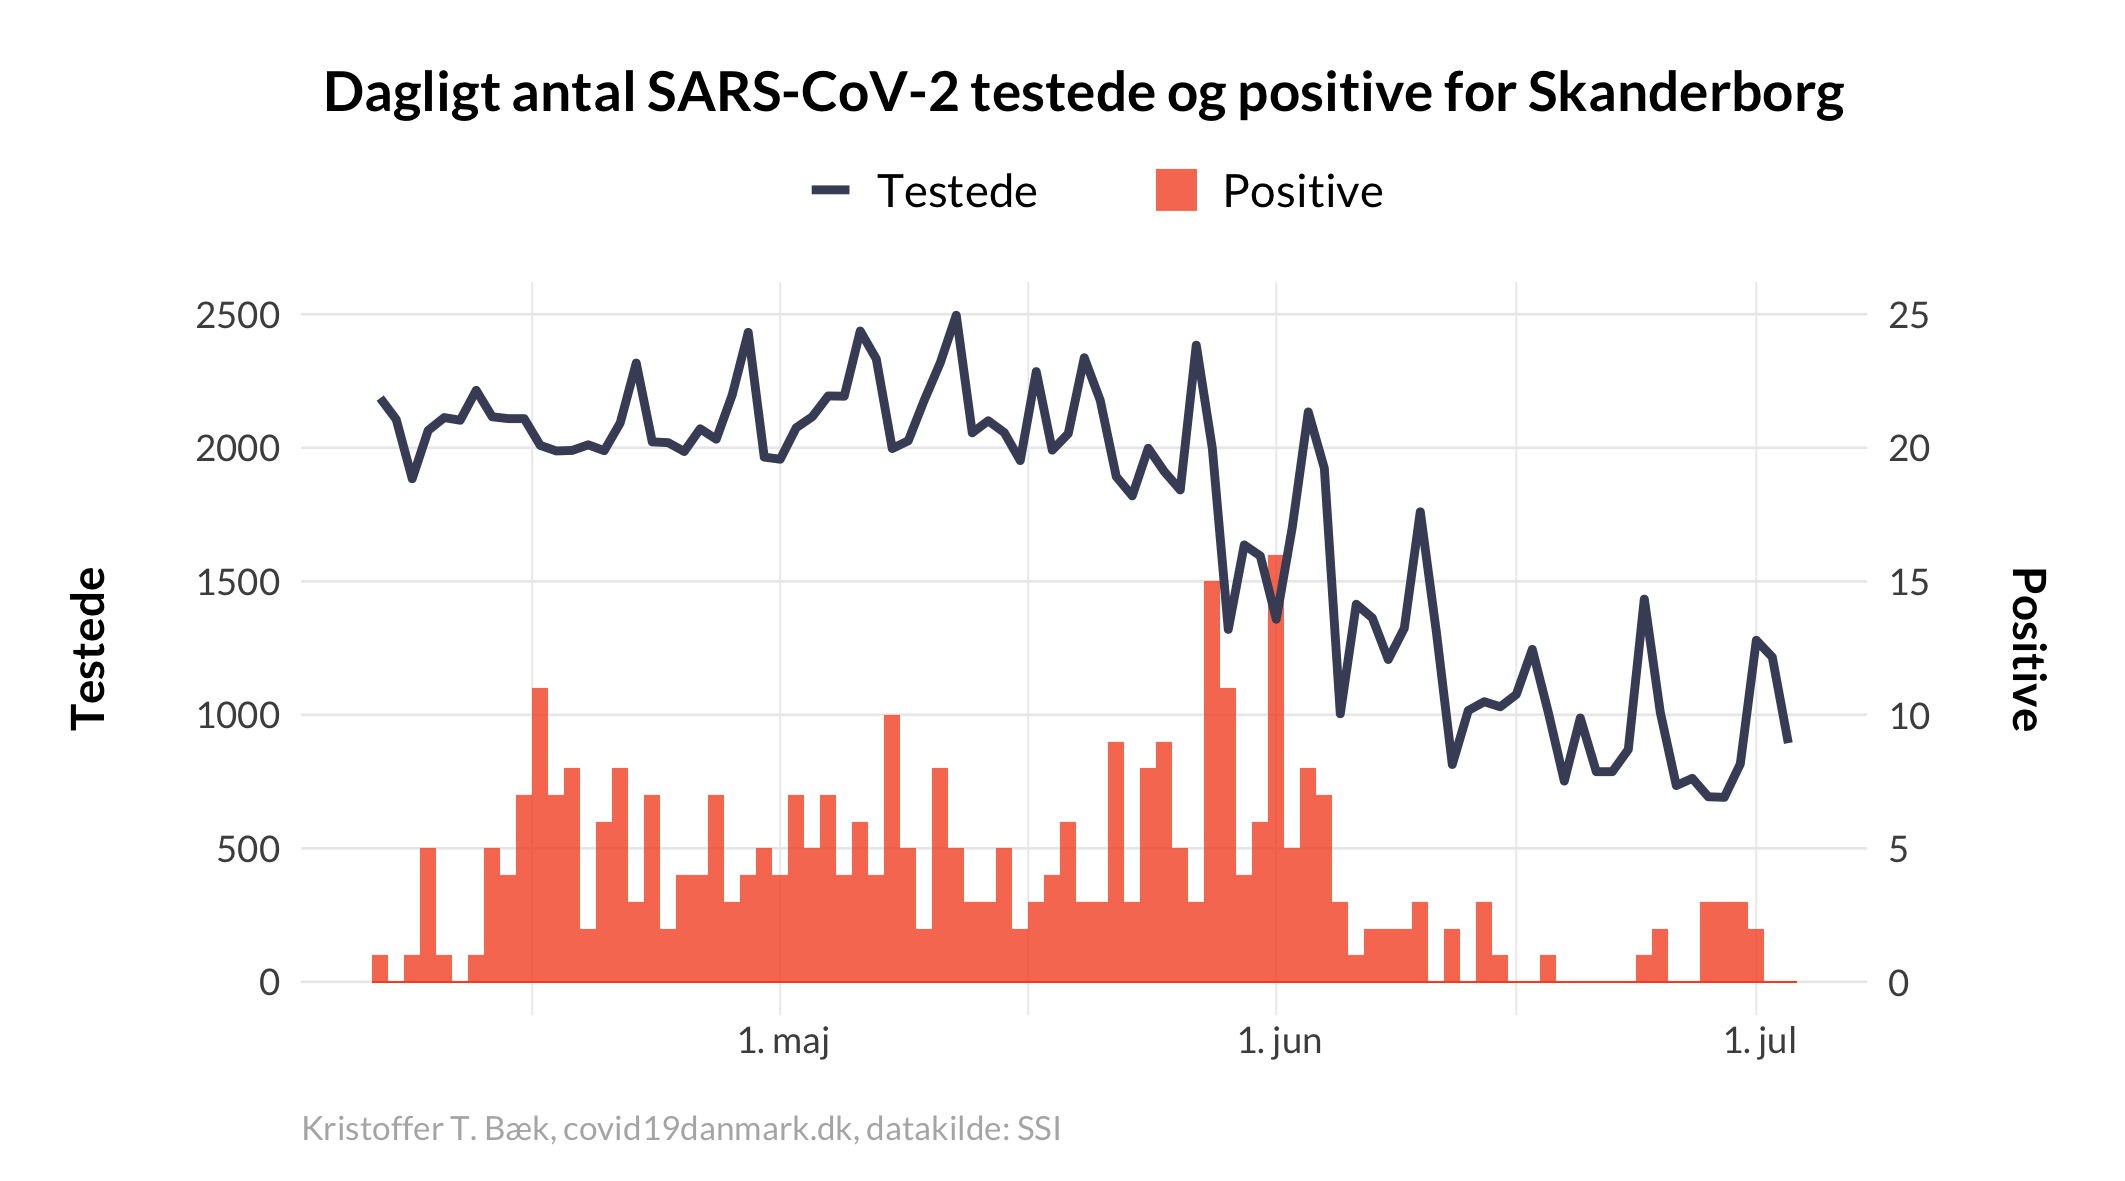 Dagligt antal SARS-CoV-2 testede og positive for Skanderborg
Testede
Positive
2500
2000
1500
1000
500
0
Testede
25
20
15
10
5
0
Positive
1. maj
1. jun
1. jul
Kristoffer T. Bæk, covid19danmark.dk, datakilde: SSI